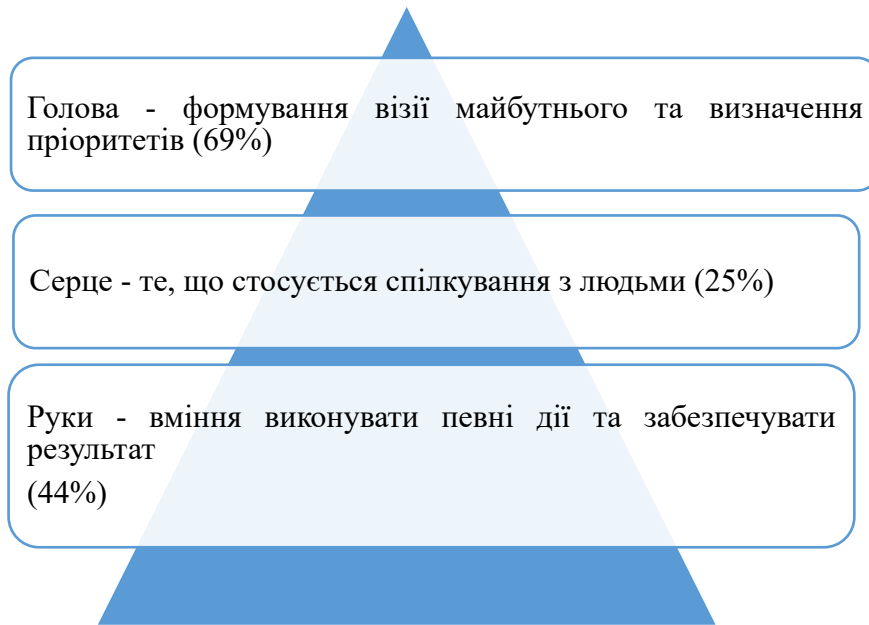 Голова - формування візії майбутнього та визначення
пріоритетів (69%)
Серце - те, що стосується спілкування з людьми (25%)
Руки - вміння виконувати певні дії та забезпечувати
результат
(44%)